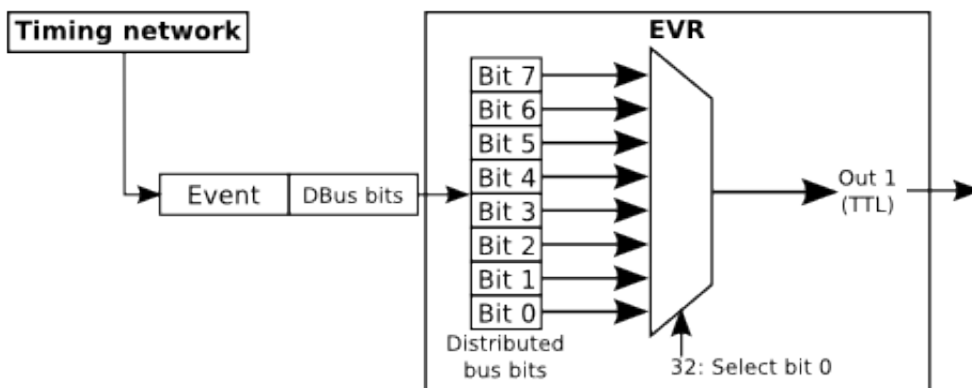 Timing network
EVR
Bit 7
Bit 6
Bit 5
Bit 4
Bit 3
Bit 2
Bit 1
Bit 0
Event
DBus bits
Out 1
(TTL)
Distributed
bus bits
32: Select bit 0